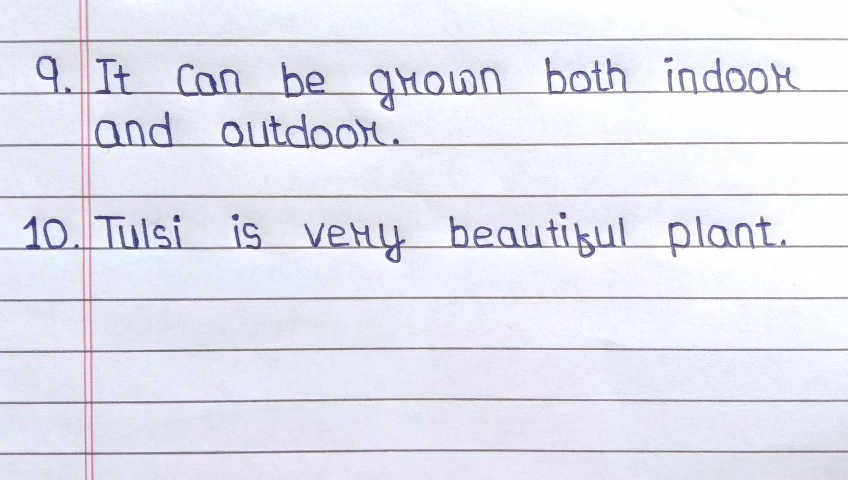 9. It can be grown both indoor
and outdoor.
10. Tulsi is very beautiful plant.